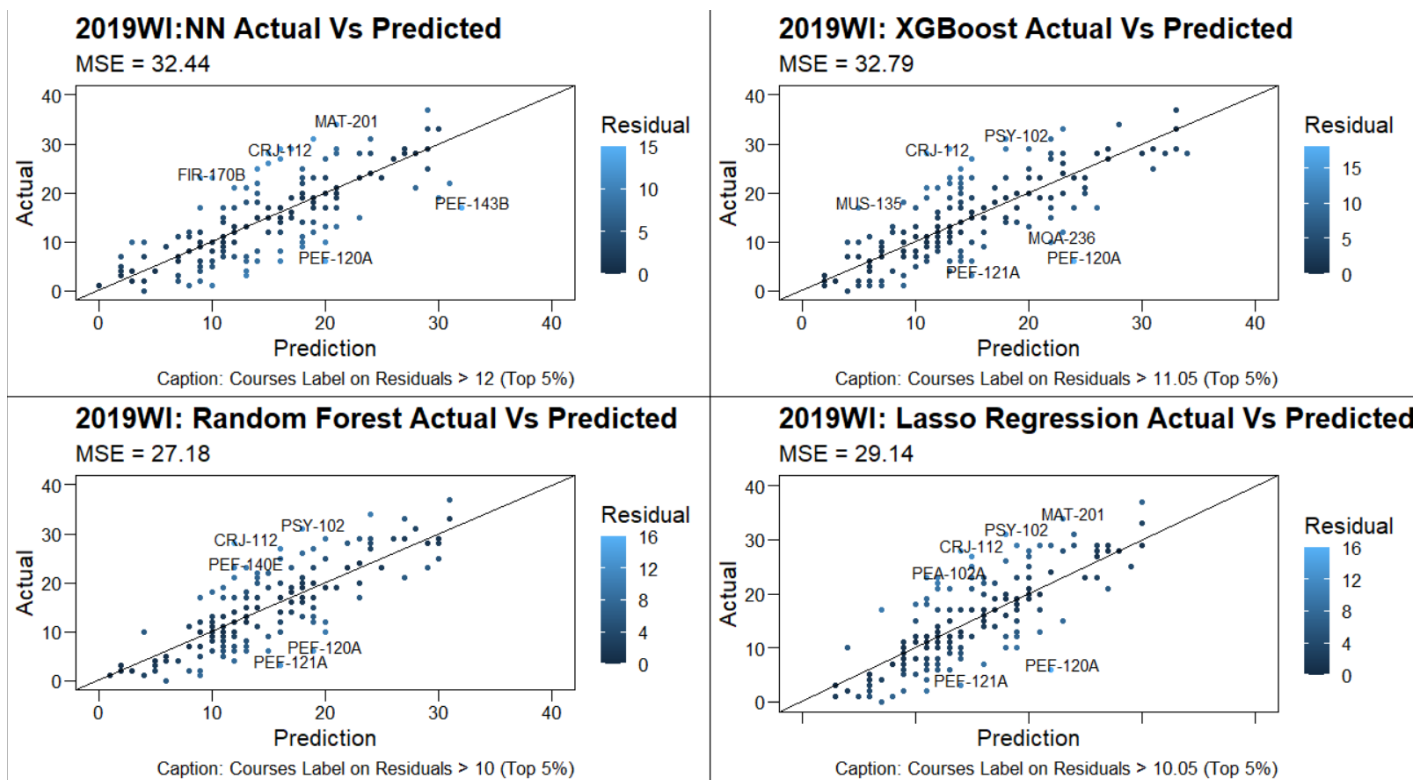 2019WI:NN Actual Vs Predicted
MSE = 32.44
40
30
20
10
0
Actual
MAT-201
CRJ-112
FIR-170B
PEF-143B
PEF-120A
0 10 20 30 40
Prediction
Residual
15
10
5
0
Caption: Courses Label on Residuals > 12 (Top 5%)
2019WI: XGBoost Actual Vs Predicted
MSE = 32.79
40
30
20
10
0
Actual
PSY-102
CRJ-112
MUS-135
MOA-236
PEF-121A PEF-120A
0 10 20 30 40
Prediction
Residual
15
10
5
0
Caption: Courses Label on Residuals > 11.05 (Top 5%)
2019WI: Random Forest Actual Vs Predicted
MSE = 27.18
40
30
20
10
0
Actual
PSY-102
CRJ-112
PEF-140E
PEF-120A
PEF-121A
0 10 20 30 40
Prediction
Residual
16
12
8
4
0
Caption: Courses Label on Residuals > 10 (Top 5%)
2019WI: Lasso Regression Actual Vs Predicted
MSE = 29.14
40
30
20
10
0
Actual
MAT-201
PSY-102
CRJ-112
PEA-102A
PEF-120A
PEF-121A
Prediction
Residual
16
12
8
4
0
Caption: Courses Label on Residuals > 10.05 (Top 5%)